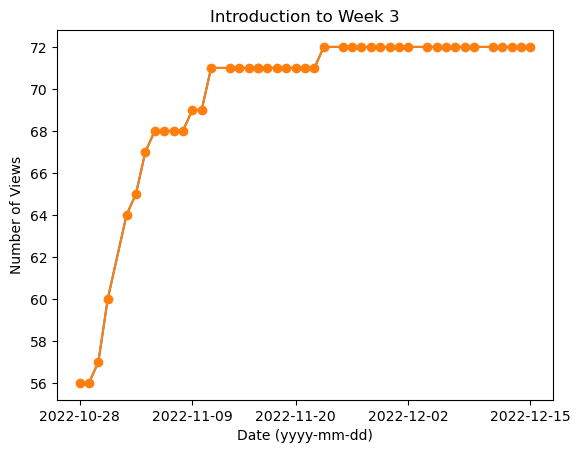 Introduction to Week 3
Number of Views
72
70
68
66
64
62
60
58
56
2022-10-28 2022-11-09 2022-11-20 2022-12-02 2022-12-15
Date (yyyy-mm-dd)